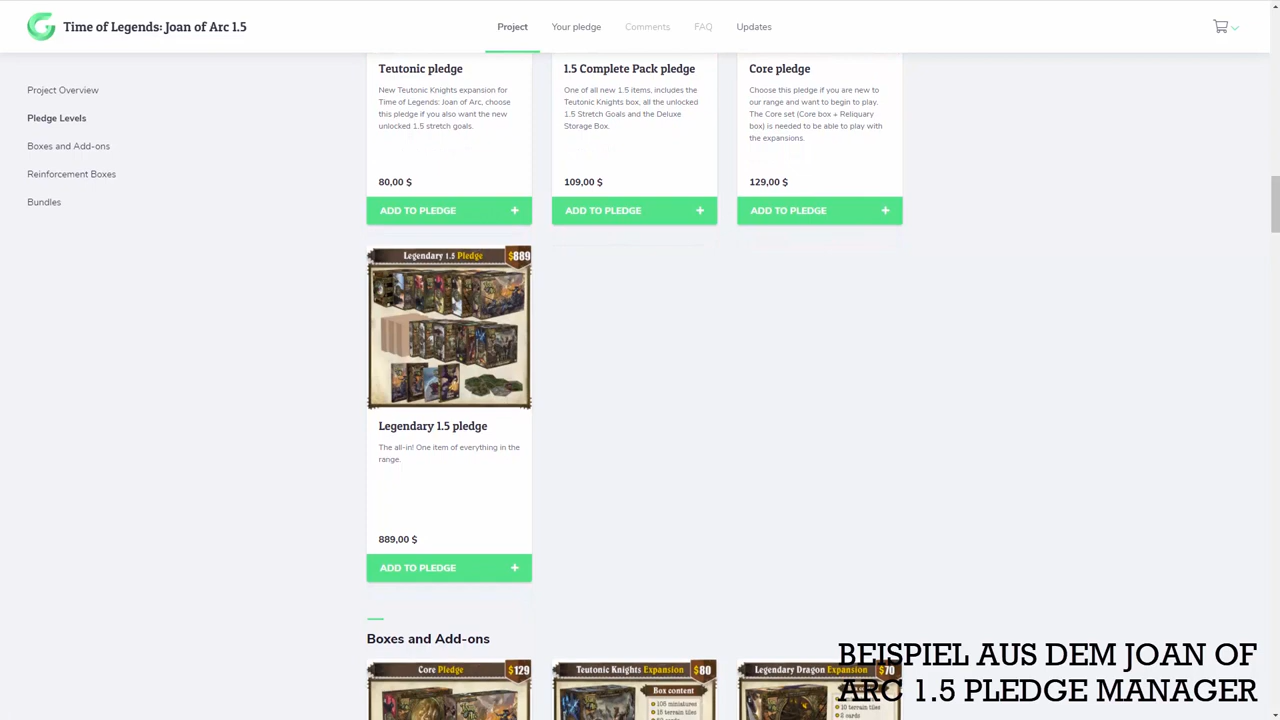 Time of Legends: Joan of Arc 1.5
Project
Your pledge
Comments
FAQ
Updates
Project Overview
Pledge Levels
Boxes and Add-ons
Reinforcement Boxes
Bundles
Teutonic pledge
New Teutonic Knights expansion for
Time of Legends: Joan of Arc, choose
this pledge if you also want the new
unlocked 1.5 stretch goals.
80,00 $
ADD TO PLEDGE +
1.5 Complete Pack pledge
One of all new 1.5 items, includes the
Teutonic Knights box, all the unlocked
1.5 Stretch Goals and the Deluxe
Storage Box.
109,00 $
ADD TO PLEDGE +
Core pledge
Choose this pledge if you are new to
our range and want to begin to play.
The Core set (Core box + Reliquary
box) is needed to be able to play with
the expansions.
129,00 $
ADD TO PLEDGE +
Legendary 1.5 Pledge $889
Legendary 1.5 pledge
The all-in! One item of everything in the
range.
889,00 $
ADD TO PLEDGE +
Boxes and Add-ons
Core Pledge $129
Teutonic Knights Expansion $80
Box content
106 miniatures
15 terrain tiles
Legendary Dragon Expansion $70
10 terrain tiles
BEISPIEL AUS DEM JOAN OF
ARC 1.5 PLEDGE MANAGER